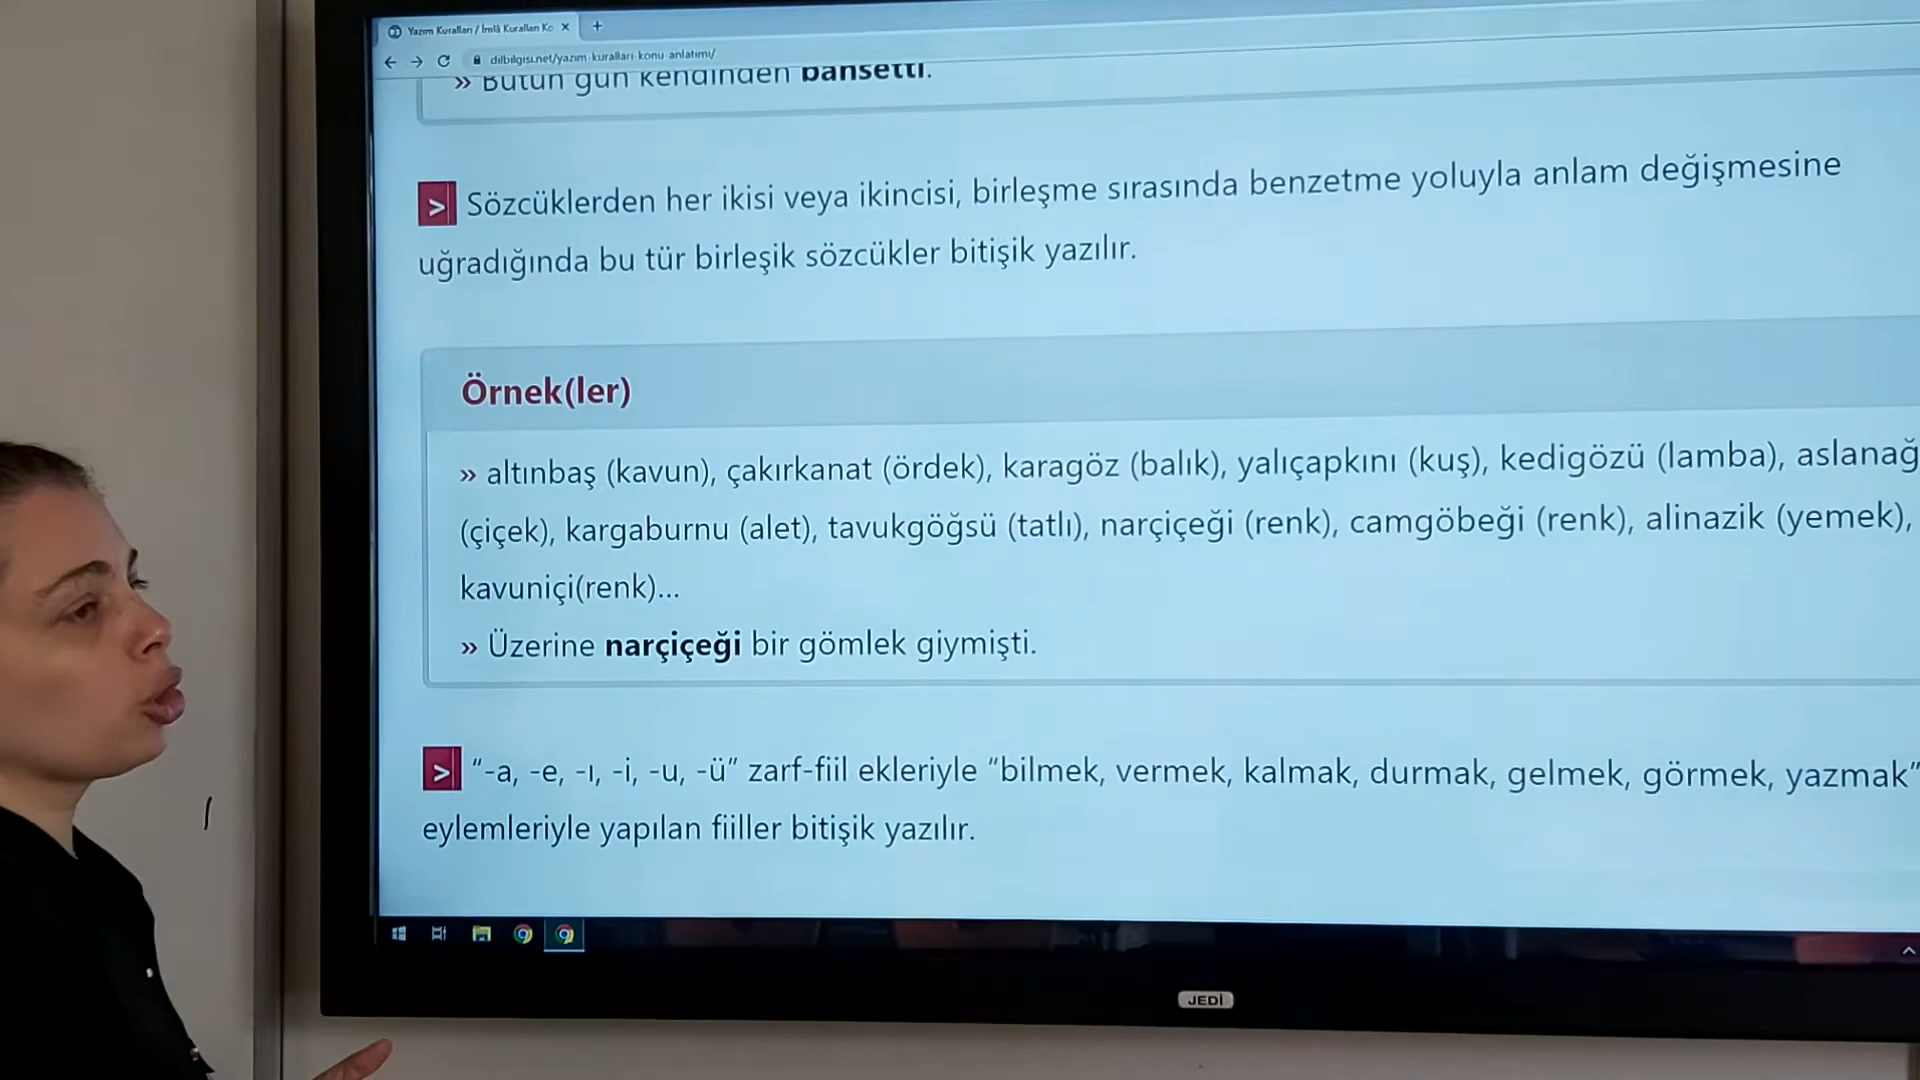 Yazım Kuralları / İmlâ Kuralları Ko
dilbilgisi.net/yazim-kurallari-konu-anlatimi/
» Bütün gün kendinden bahsetti.
> Sözcüklerden her ikisi veya ikincisi, birleşme sırasında benzetme yoluyla anlam değişmesine
uğradığında bu tür birleşik sözcükler bitişik yazılır.
Örnek(ler)
» altınbaş (kavun), çakırkanat (ördek), karagöz (balık), yalıçapkını (kuş), kedigözü (lamba), aslanağ
(çiçek), kargaburnu (alet), tavukgöğsü (tatlı), narçiçeği (renk), camgöbeği (renk), alinazik (yemek),
kavuniçi(renk)...
» Üzerine narçiçeği bir gömlek giymişti.
> "-a, -e, -ı, -i, -u, -ü" zarf-fiil ekleriyle "bilmek, vermek, kalmak, durmak, gelmek, görmek, yazmak"
eylemleriyle yapılan fiiller bitişik yazılır.
JEDİ